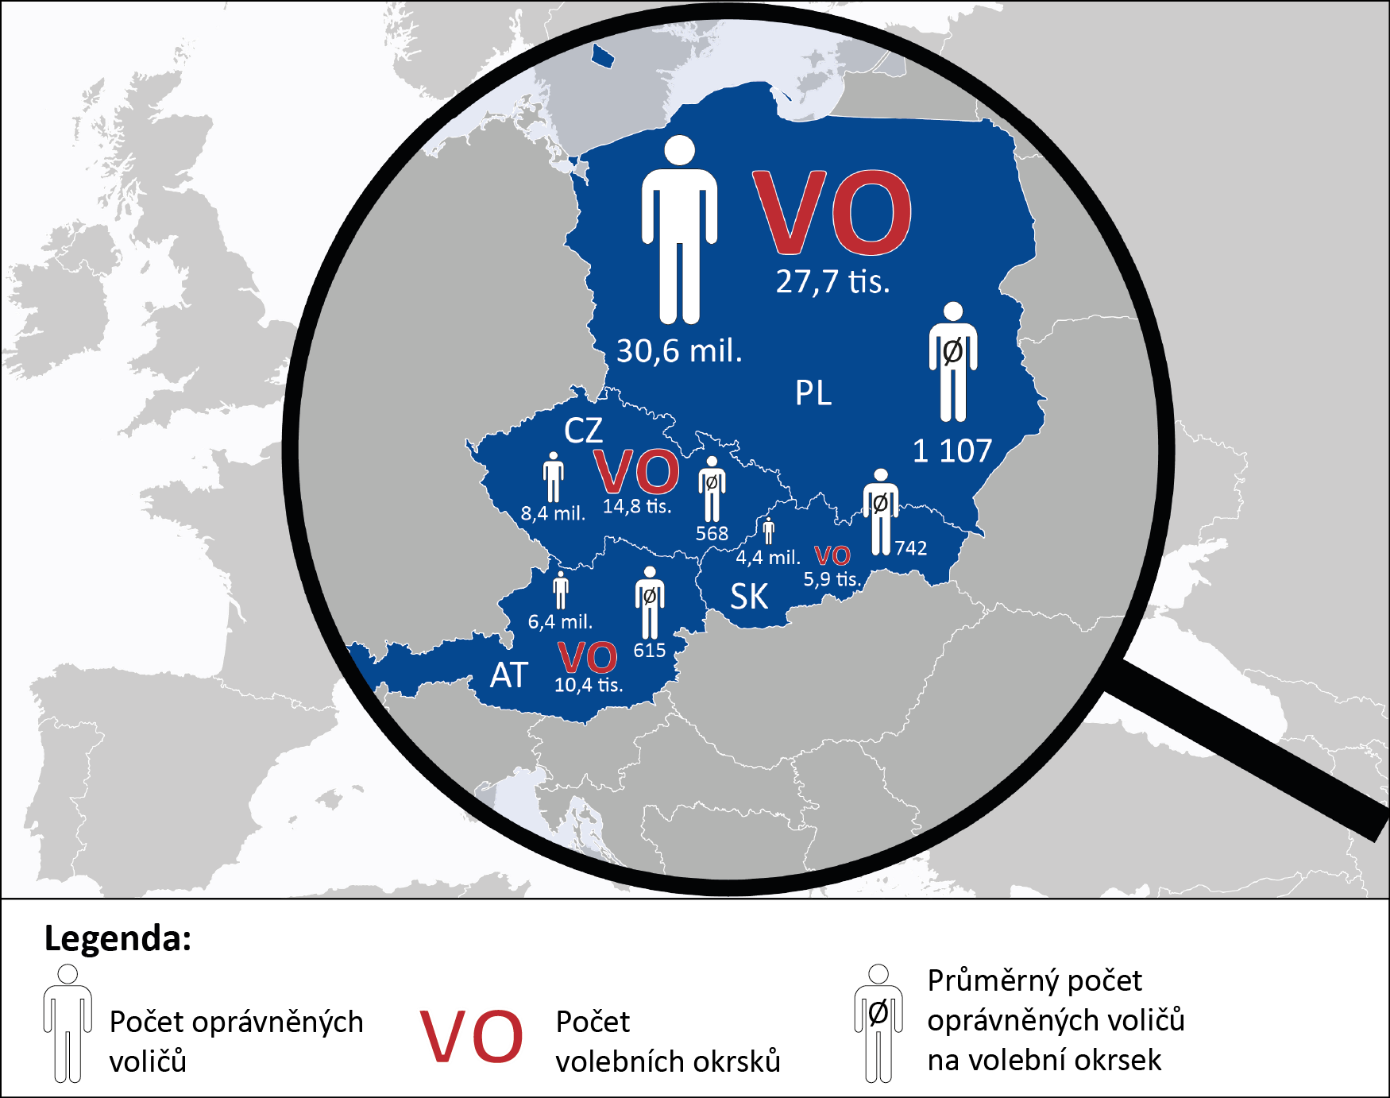 VO
27,7 tis.
30,6 mil.
Ø
1 107
PL
CZ
VO
8,4 mil.
14,8 tis.
Ø
568
4,4 mil.
VO
5,9 tis.
Ø
742
SK
6,4 mil.
Ø
615
VO
10,4 tis.
AT
Legenda:
Počet oprávněných
voličů
VO
Počet
volebních okrsků
Ø
Průměrný počet
oprávněných voličů
na volební okrsek